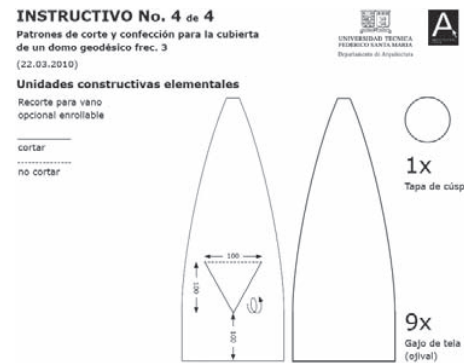 INSTRUCTIVO No. 4 de 4
Patrones de corte y confección para la cubierta
de un domo geodésico frec. 3
(22.03.2010)
UNIVERSIDAD TECNICA
FEDERICO SANTA MARIA
Departamento de Arquitectura
A
Unidades constructivas elementales
Recorte para vano
opcional enrollable
cortar
no cortar
100
100
100
1x
Tapa de cúsp
9x
Gajo de tela
(ojival)